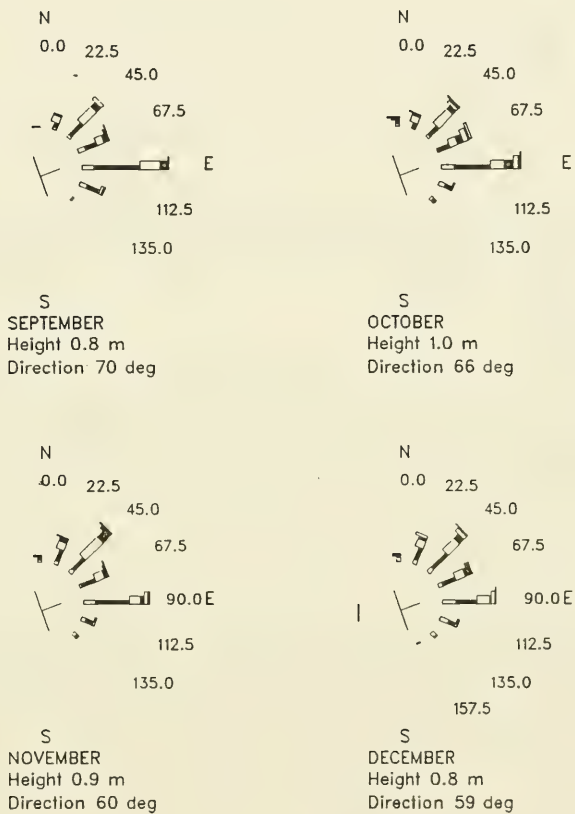 N
0.0
22.5
45.0
67.5
E
112.5
135.0
S
SEPTEMBER
Height 0.8 m
Direction 70 deg
N
0.0
22.5
45.0
67.5
E
112.5
135.0
S
OCTOBER
Height 1.0 m
Direction 66 deg
N
0.0
22.5
45.0
67.5
90.0 E
112.5
135.0
S
NOVEMBER
Height 0.9 m
Direction 60 deg
N
0.0
22.5
45.0
67.5
90.0 E
112.5
135.0
157.5
S
DECEMBER
Height 0.8 m
Direction 59 deg